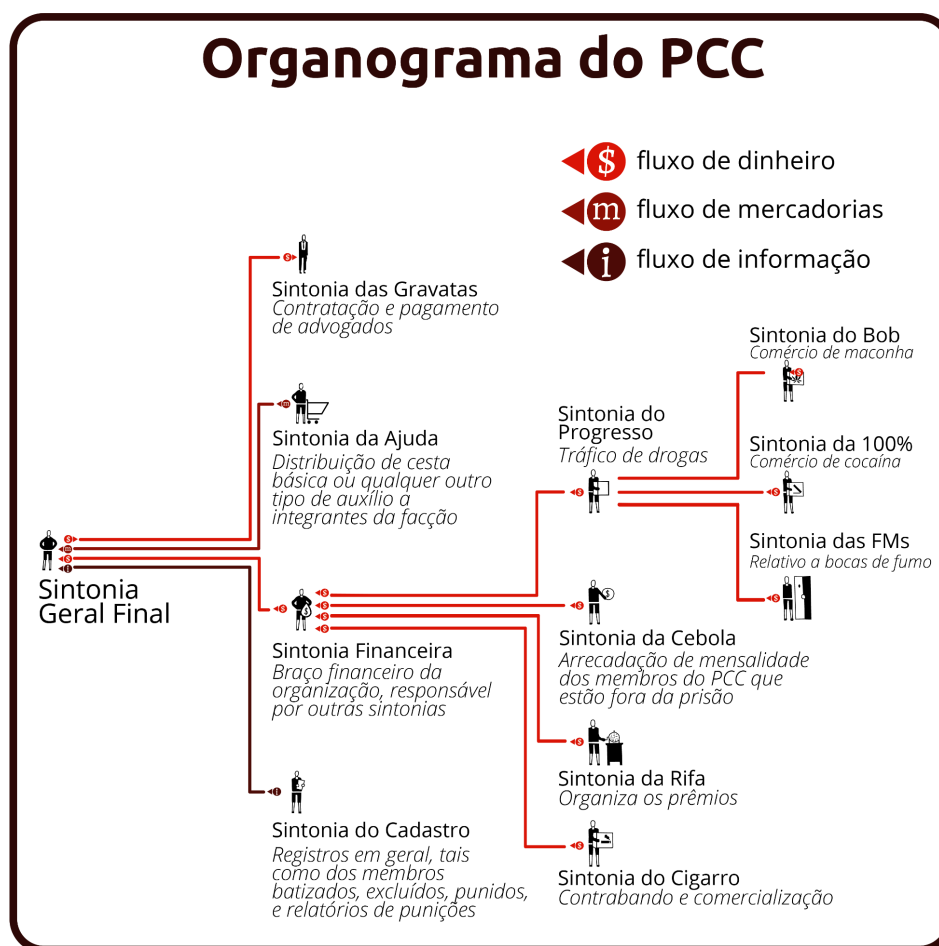 Organograma do PCC
$ fluxo de dinheiro
m fluxo de mercadorias
i fluxo de informação
Sintonia das Gravatas
Contratação e pagamento
de advogados
Sintonia da Ajuda
Distribuição de cesta
básica ou qualquer outro
tipo de auxílio à
integrantes da facção
Sintonia
Geral Final
Sintonia Financeira
Braço financeiro da
organização, responsável
por outras sintonias
Sintonia do Cadastro
Registros em geral, tais
como dos membros
batizados, excluídos, punidos,
e relatórios de punições
Sintonia do
Progresso
Tráfico de drogas
Sintonia da Cebola
Arrecadação de mensalidade
dos membros do PCC que
estão fora da prisão
Sintonia da Rifa
Organiza os prêmios
Sintonia do Cigarro
Contrabando e comercialização
Sintonia do Bob
Comércio de maconha
Sintonia da 100%
Comércio de cocaína
Sintonia das FMs
Relativo a bocas de fumo